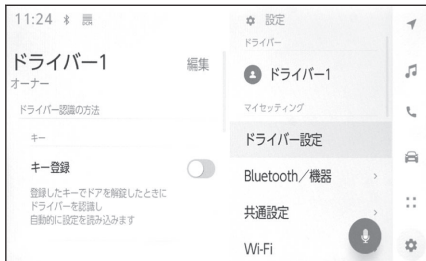 11:24
ドライバー1
編集
オーナー
ドライバー認識の方法
キー
キー登録
登録したキーでドアを解錠したときに
ドライバーを認識し
自動的に設定を読み込みます
設定
ドライバー
ドライバー1
マイセッティング
ドライバー設定
Bluetooth／機器
共通設定
Wi-Fi